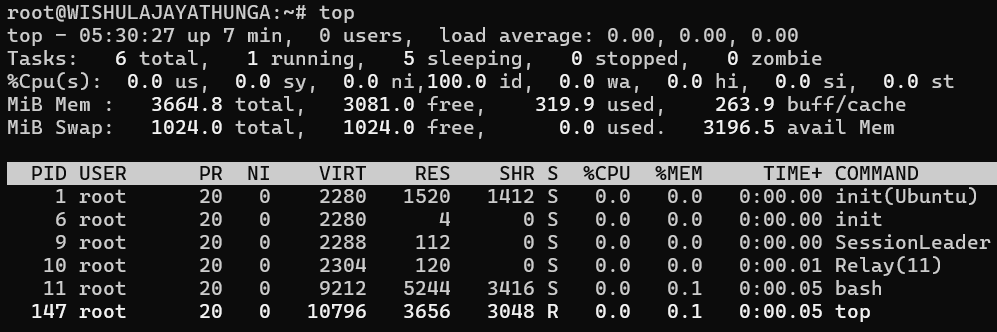 root@WISHULAJAYATHUNGA:~# top
top - 05:30:27 up 7 min,  0 users,  load average: 0.00, 0.00, 0.00
Tasks:   6 total,   1 running,   5 sleeping,   0 stopped,   0 zombie
%Cpu(s):  0.0 us,  0.0 sy,  0.0 ni,100.0 id,  0.0 wa,  0.0 hi,  0.0 si,  0.0 st
MiB Mem :   3664.8 total,   3081.0 free,    319.9 used,    263.9 buff/cache
MiB Swap:   1024.0 total,   1024.0 free,      0.0 used.   3196.5 avail Mem
  PID USER      PR  NI    VIRT    RES    SHR S  %CPU  %MEM     TIME+ COMMAND
    1 root      20   0    2280   1520   1412 S   0.0   0.0   0:00.00 init(Ubuntu)
    6 root      20   0    2280      4      0 S   0.0   0.0   0:00.00 init
    9 root      20   0    2288    112      0 S   0.0   0.0   0:00.00 SessionLeader
   10 root      20   0    2304    120      0 S   0.0   0.0   0:00.01 Relay(11)
   11 root      20   0    9212   5244   3416 S   0.0   0.1   0:00.05 bash
  147 root      20   0   10796   3656   3048 R   0.0   0.1   0:00.05 top